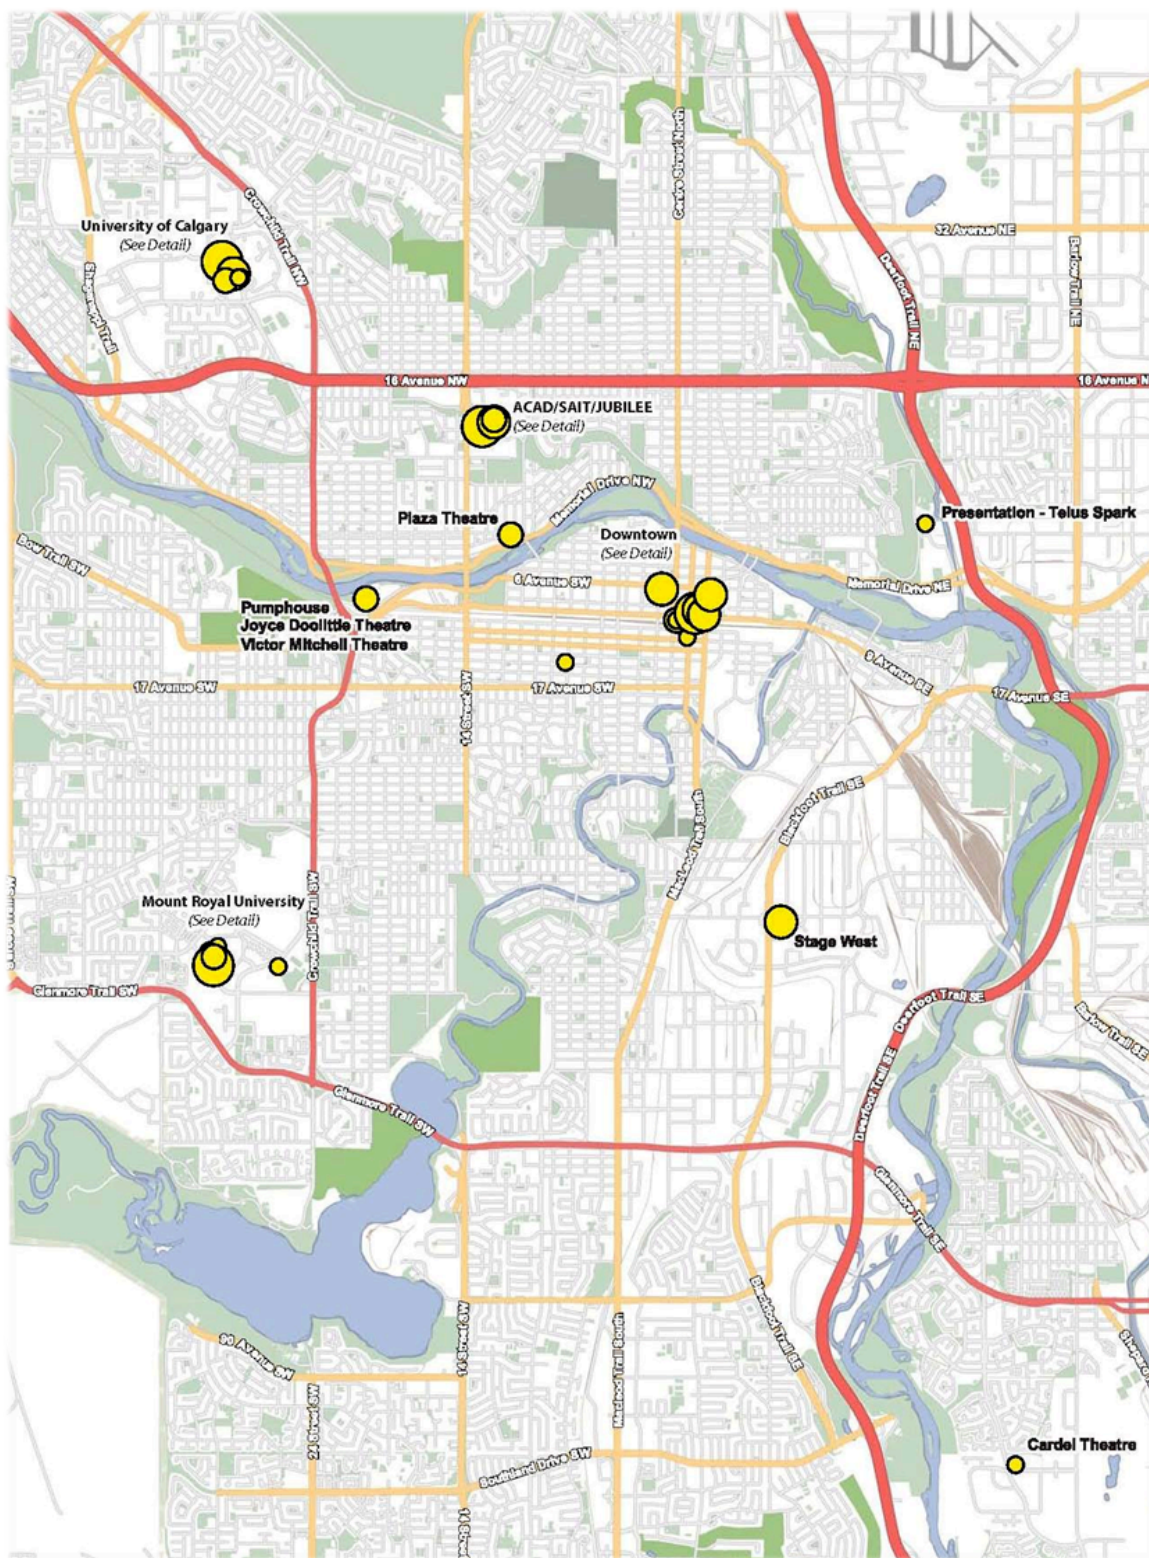 Centre Street North
Crowchild Trail NW
University of Calgary
(See Detail)
32 Avenue NE
Shaganappi Trail
Deerfoot Trail NE
Barlow Trail NE
16 Avenue NW
ACAD/SAIT/JUBILEE
(See Detail)
Memorial Drive NW
Plaza Theatre
Presentation - Telus Spark
Downtown
(See Detail)
Bow Trail SW
6 Avenue SW
Memorial Drive NE
Pumphouse
Joyce Doolittle Theatre
Victor Mitchell Theatre
9 Avenue SE
17 Avenue SW
17 Avenue SW
17 Avenue SE
14 Street SW
Blackfoot Trail SE
MacLeod Trail South
Mount Royal University
(See Detail)
Crowchild Trail SW
Stage West
Glenmore Trail SW
Deerfoot Trail SE
Barlow Trail SE
Deerfoot Trail SE
Glenmore Trail SW
Glenmore Trail SE
Blackfoot Trail SE
14 Street SW
Macleod Trail South
90 Avenue SW
24 Street SW
Southland Drive SW
Cardel Theatre